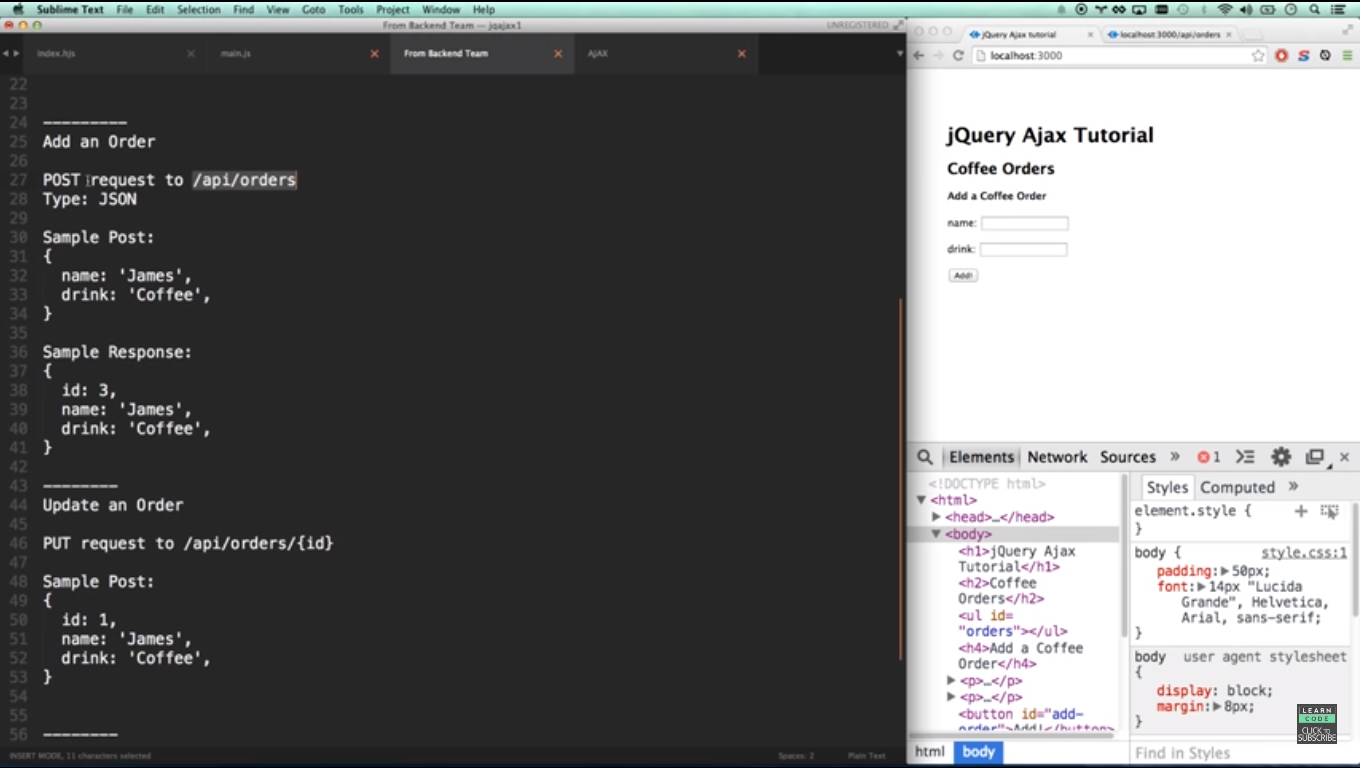 Sublime Text File Edit Selection Find View Goto Tools Project Window Help
From Backend Team — jqajax1
UNREGISTERED
index.hjs
main.js
From Backend Team
AJAX
22
23
24 ---------
25 Add an Order
26
27 POST request to /api/orders
28 Type: JSON
29
30 Sample Post:
31 {
32 name: 'James',
33 drink: 'Coffee',
34 }
35
36 Sample Response:
37 {
38 id: 3,
39 name: 'James',
40 drink: 'Coffee',
41 }
42
43 --------
44 Update an Order
45
46 PUT request to /api/orders/{id}
47
48 Sample Post:
49 {
50 id: 1,
51 name: 'James',
52 drink: 'Coffee',
53 }
54
55
56 --------
INSERT MODE, 11 characters selected
Spaces: 2
Plain Text
jQuery Ajax tutorial
localhost:3000/api/orders
localhost:3000
jQuery Ajax Tutorial
Coffee Orders
Add a Coffee Order
name:
drink:
Add!
Elements Network Sources » 1
<!DOCTYPE html>
▼<html>
▶<head>…</head>
▼<body>
<h1>jQuery Ajax
Tutorial</h1>
<h2>Coffee
Orders</h2>
<ul id=
"orders"></ul>
<h4>Add a Coffee
Order</h4>
▶<p>…</p>
▶<p>…</p>
<button id="add-
order">Add!</button>
html body
Styles Computed »
element.style {
}
body { style.css:1
padding:▶50px;
font:▶14px "Lucida
Grande", Helvetica,
Arial, sans-serif;
}
body user agent stylesheet
{
display: block;
margin:▶8px;
}
Find in Styles
LEARN
CODE
CLICK TO
SUBSCRIBE